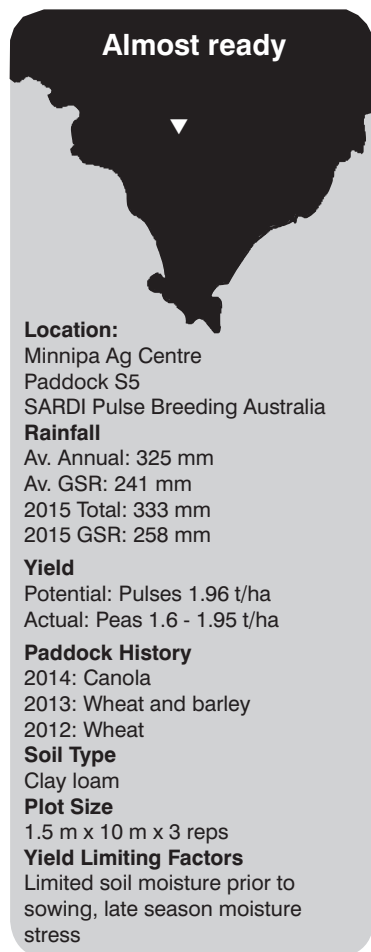 Almost ready
Location:
Minnipa Ag Centre
Paddock S5
SARDI Pulse Breeding Australia
Rainfall
Av. Annual: 325 mm
Av. GSR: 241 mm
2015 Total: 333 mm
2015 GSR: 258 mm
Yield
Potential: Pulses 1.96 t/ha
Actual: Peas 1.6 - 1.95 t/ha
Paddock History
2014: Canola
2013: Wheat and barley
2012: Wheat
Soil Type
Clay loam
Plot Size
1.5 m x 10 m x 3 reps
Yield Limiting Factors
Limited soil moisture prior to
sowing, late season moisture
stress